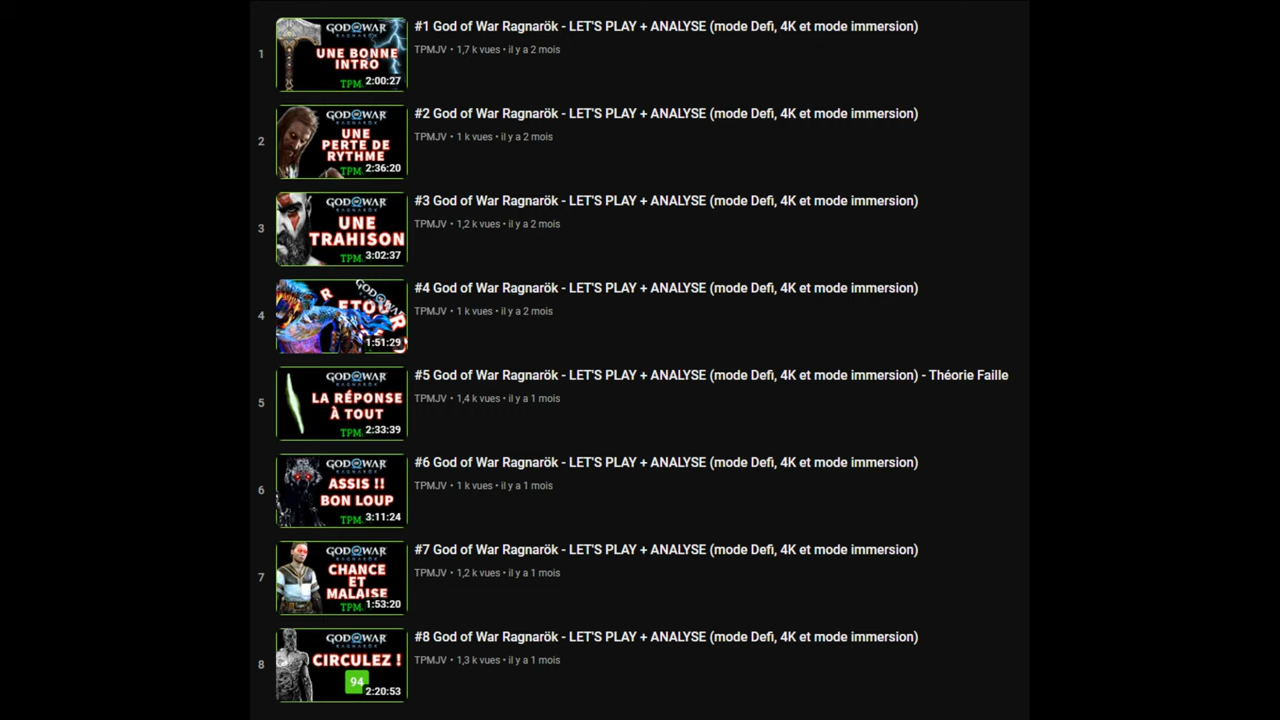 1
GOD OF WAR
RAGNARÖK
UNE BONNE
INTRO
TPM
2:00:27
#1 God of War Ragnarök - LET'S PLAY + ANALYSE (mode Defi, 4K et mode immersion)
TPMJV • 1,7 k vues • il y a 2 mois
2
GOD OF WAR
RAGNARÖK
UNE
PERTE DE
RYTHME
TPM
2:36:20
#2 God of War Ragnarök - LET'S PLAY + ANALYSE (mode Defi, 4K et mode immersion)
TPMJV • 1 k vues • il y a 2 mois
3
GOD OF WAR
RAGNARÖK
UNE
TRAHISON
TPM
3:02:37
#3 God of War Ragnarök - LET'S PLAY + ANALYSE (mode Defi, 4K et mode immersion)
TPMJV • 1,2 k vues • il y a 2 mois
4
GOD OF WAR
R
ETOUR
1:51:29
#4 God of War Ragnarök - LET'S PLAY + ANALYSE (mode Defi, 4K et mode immersion)
TPMJV • 1 k vues • il y a 2 mois
5
GOD OF WAR
RAGNARÖK
LA RÉPONSE
À TOUT
TPM
2:33:39
#5 God of War Ragnarök - LET'S PLAY + ANALYSE (mode Defi, 4K et mode immersion) - Théorie Faille
TPMJV • 1,4 k vues • il y a 1 mois
6
GOD OF WAR
RAGNARÖK
ASSIS !!
BON LOUP
TPM
3:11:24
#6 God of War Ragnarök - LET'S PLAY + ANALYSE (mode Defi, 4K et mode immersion)
TPMJV • 1 k vues • il y a 1 mois
7
GOD OF WAR
RAGNARÖK
CHANCE
ET
MALAISE
TPM
1:53:20
#7 God of War Ragnarök - LET'S PLAY + ANALYSE (mode Defi, 4K et mode immersion)
TPMJV • 1,2 k vues • il y a 1 mois
8
GOD OF WAR
RAGNARÖK
CIRCULEZ !
94
2:20:53
#8 God of War Ragnarök - LET'S PLAY + ANALYSE (mode Defi, 4K et mode immersion)
TPMJV • 1,3 k vues • il y a 1 mois